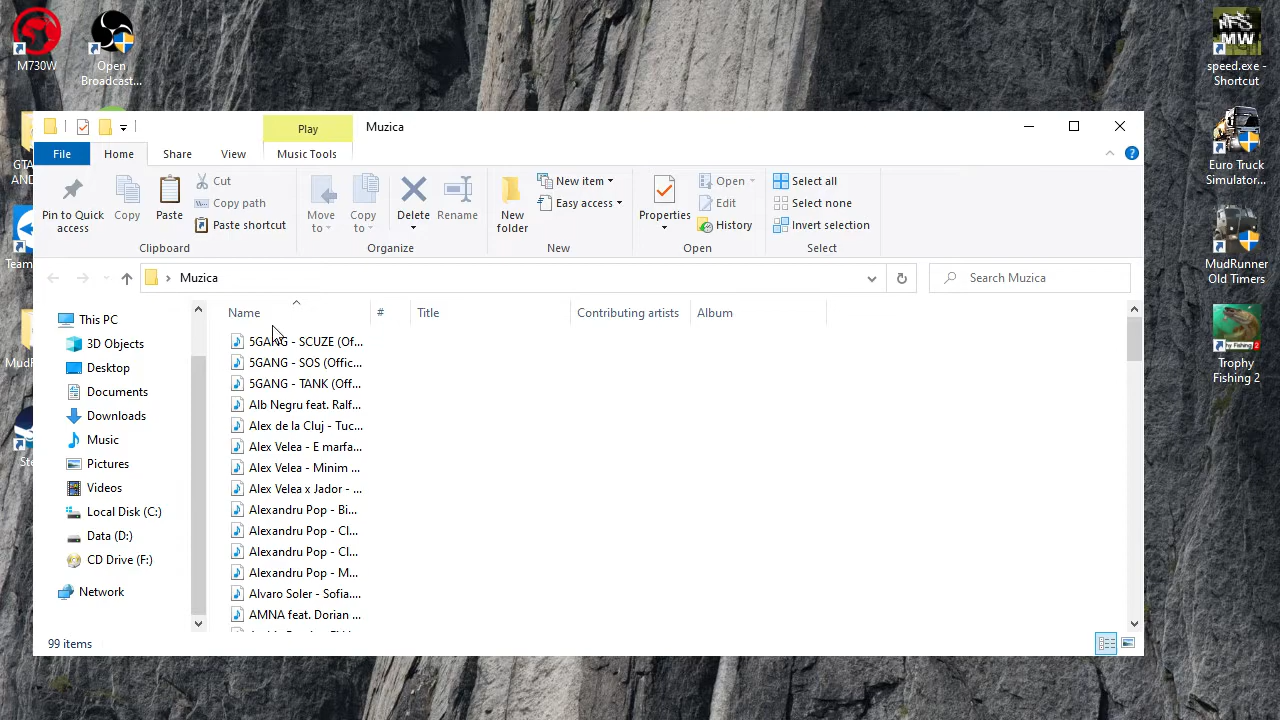 M730W
Open
Broadcast...
speed.exe -
Shortcut
Euro Truck
Simulator...
MudRunner
Old Timers
Trophy
Fishing 2
Play
Muzica
File
Home
Share
View
Music Tools
Pin to Quick
access
Copy
Paste
Cut
Copy path
Paste shortcut
Clipboard
Move
to
Copy
to
Delete
Rename
Organize
New
folder
New item
Easy access
New
Properties
Open
Edit
History
Open
Select all
Select none
Invert selection
Select
Muzica
Search Muzica
This PC
3D Objects
Desktop
Documents
Downloads
Music
Pictures
Videos
Local Disk (C:)
Data (D:)
CD Drive (F:)
Network
Name
#
Title
Contributing artists
Album
5GANG - SCUZE (Of...
5GANG - SOS (Offic...
5GANG - TANK (Off...
Alb Negru feat. Ralf...
Alex de la Cluj - Tuc...
Alex Velea - E marfa...
Alex Velea - Minim ...
Alex Velea x Jador - ...
Alexandru Pop - Bi...
Alexandru Pop - Cl...
Alexandru Pop - Cl...
Alexandru Pop - M...
Alvaro Soler - Sofia....
AMNA feat. Dorian ...
99 items